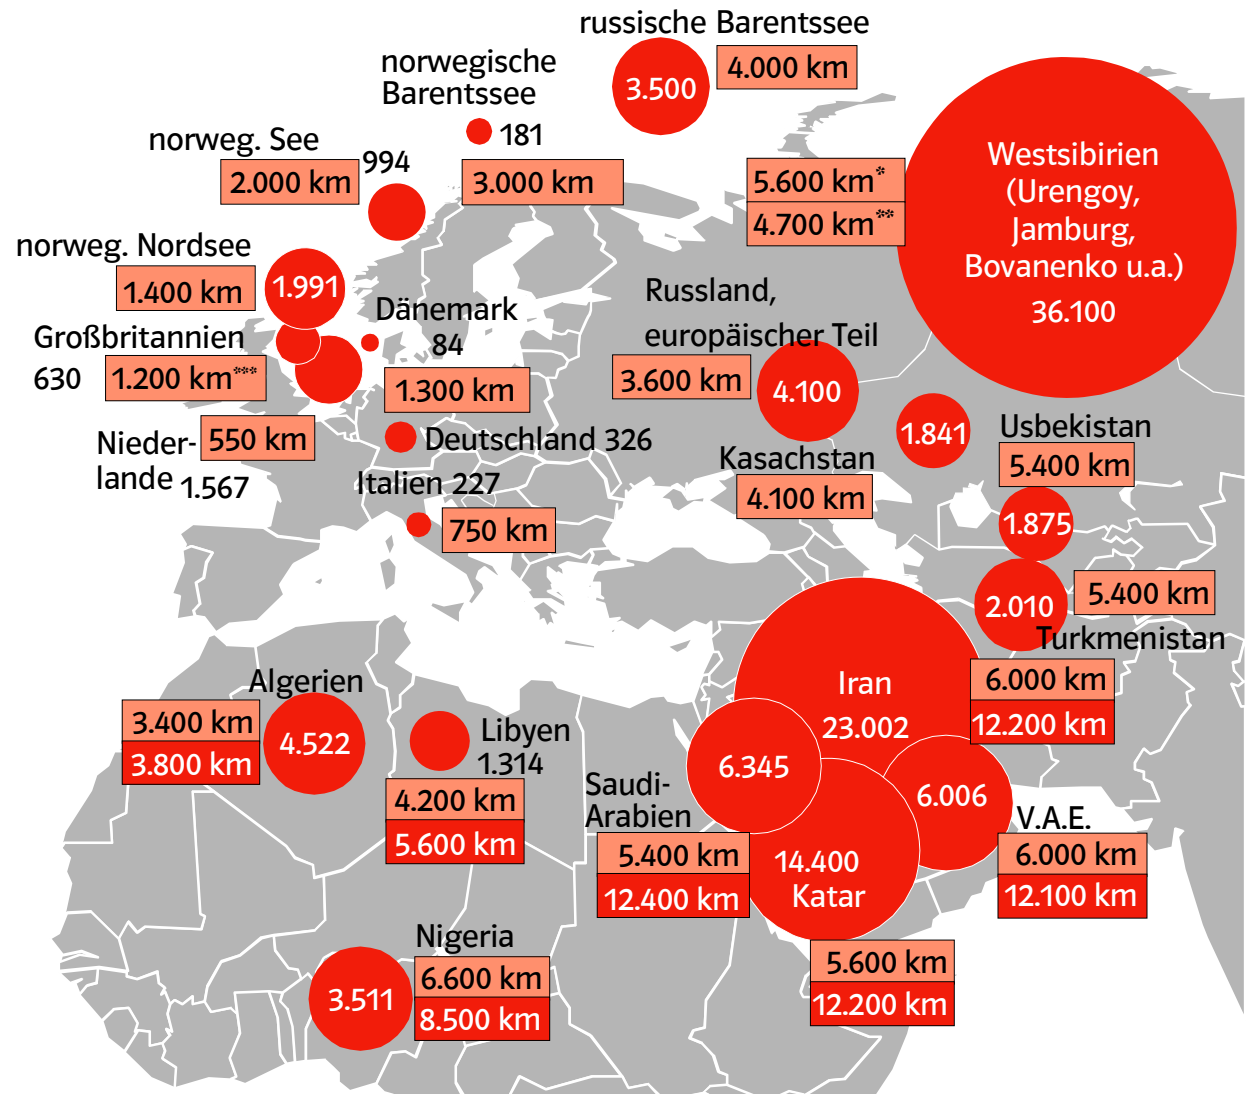 russische Barentssee
3.500
4.000 km
norwegische
Barentssee
181
3.000 km
norweg. See
994
2.000 km
Westsibirien
(Urengoy,
Jamburg,
Bovanenko u.a.)
36.100
5.600 km*
4.700 km**
norweg. Nordsee
1.400 km
1.991
Dänemark
84
1.300 km
Großbritannien
630
1.200 km***
Russland,
europäischer Teil
3.600 km
4.100
Nieder-
lande 1.567
550 km
Deutschland 326
Italien 227
750 km
Kasachstan
4.100 km
1.841
Usbekistan
5.400 km
1.875
2.010
5.400 km
Turkmenistan
Iran
23.002
6.000 km
12.200 km
Algerien
3.400 km
3.800 km
4.522
Libyen
1.314
4.200 km
5.600 km
6.345
Saudi-
Arabien
5.400 km
12.400 km
6.006
V.A.E.
6.000 km
12.100 km
14.400
Katar
5.600 km
12.200 km
Nigeria
3.511
6.600 km
8.500 km